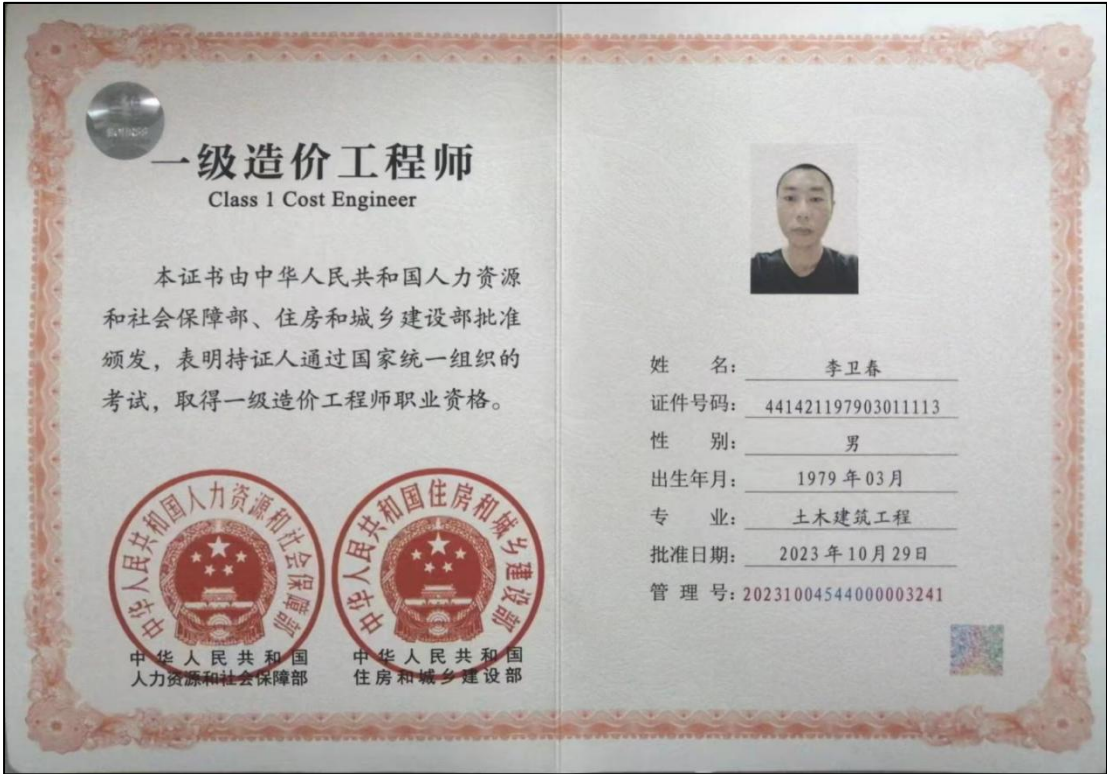 一级造价工程师
Class 1 Cost Engineer
本证书由中华人民共和国人力资源
和社会保障部、住房和城乡建设部批准
颁发，表明持证人通过国家统一组织的
考试，取得一级造价工程师职业资格。
中华人民共和国人力资源和社会保障部
中华人民共和国
人力资源和社会保障部
中华人民共和国住房和城乡建设部
中华人民共和国
住房和城乡建设部
姓 名： 李卫春
证件号码： 441421197903011113
性 别： 男
出生年月： 1979年03月
专 业： 土木建筑工程
批准日期： 2023年10月29日
管 理 号： 20231004544000003241